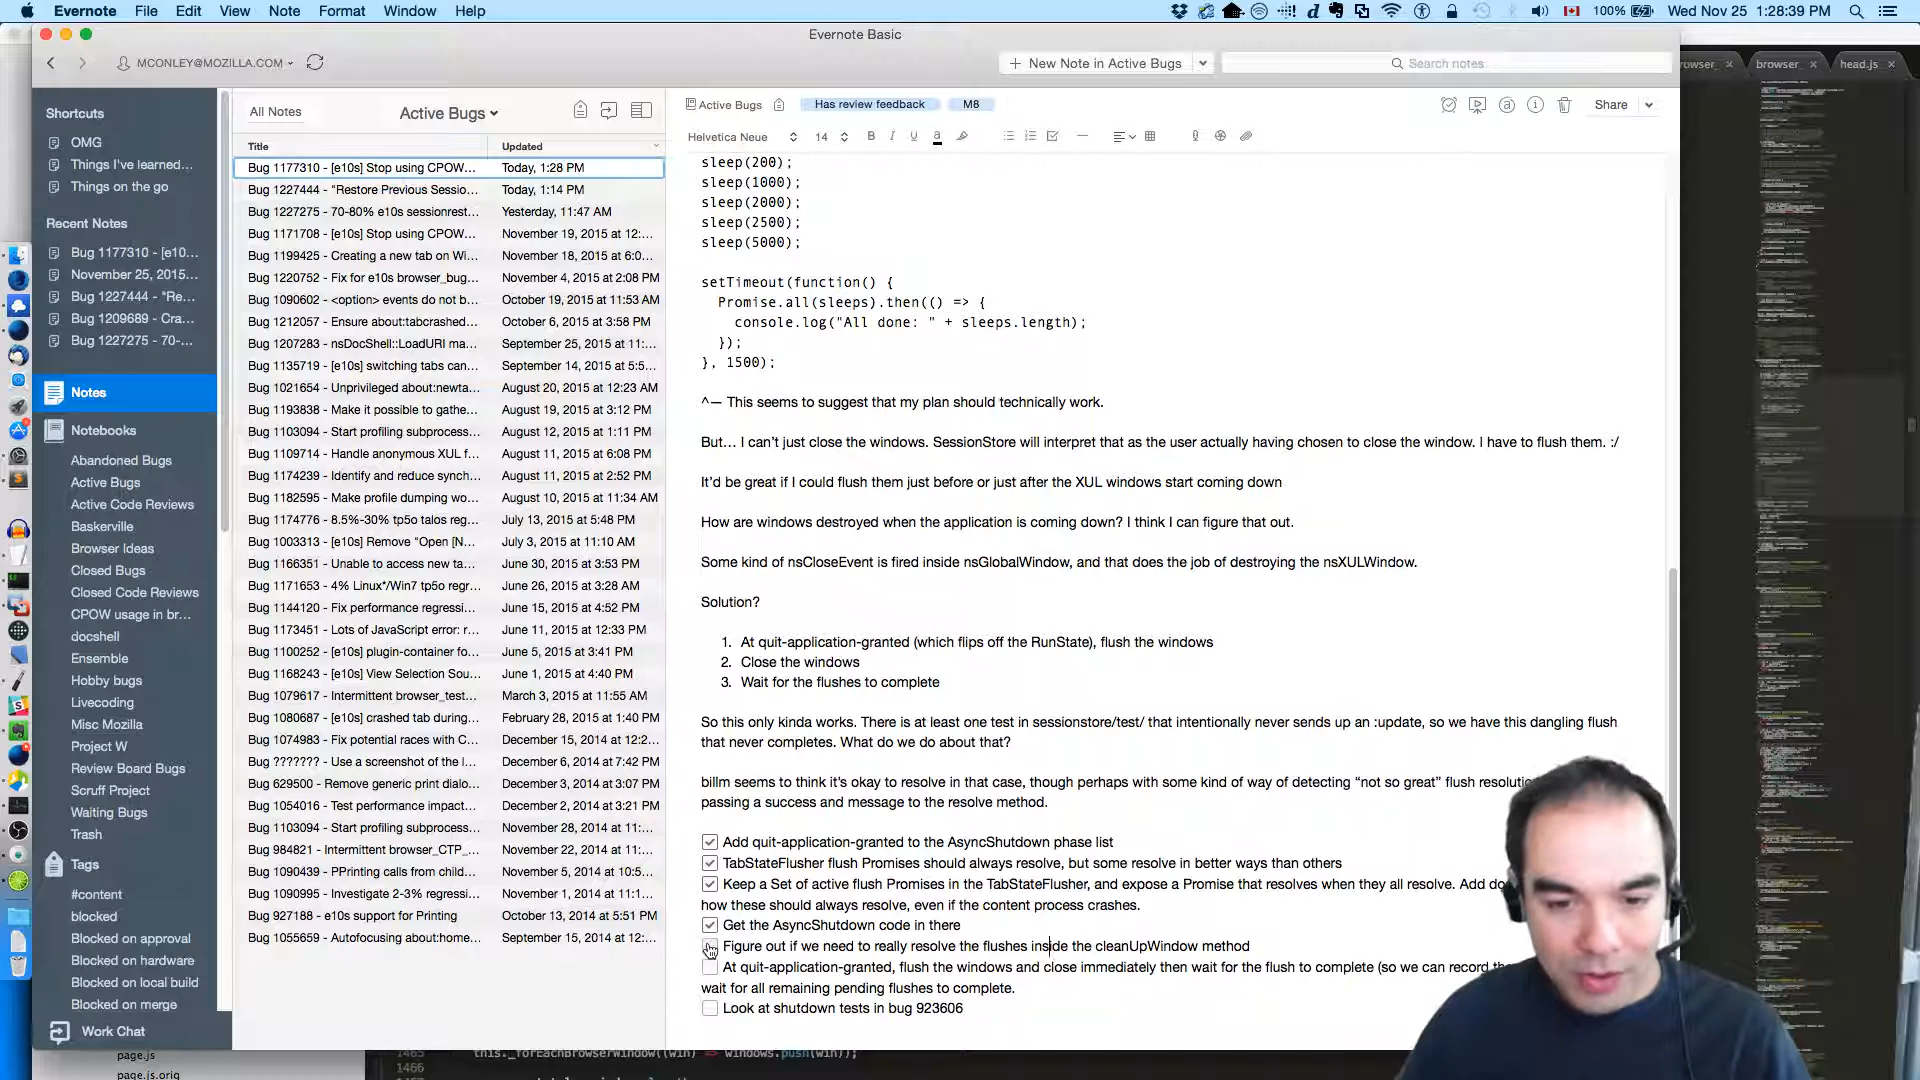 Evernote File Edit View Note Format Window Help
100% Wed Nov 25 1:28:39 PM
Evernote Basic
MCONLEY@MOZILLA.COM
New Note in Active Bugs
Search notes
browser
head.js
Shortcuts
OMG
Things I've learned...
Things on the go
Recent Notes
Bug 1177310 - [e10...
November 25, 2015...
Bug 1227444 - "Re...
Bug 1209689 - Cra...
Bug 1227275 - 70-...
Notes
Notebooks
Abandoned Bugs
Active Bugs
Active Code Reviews
Baskerville
Browser Ideas
Closed Bugs
Closed Code Reviews
CPOW usage in br...
docshell
Ensemble
Hobby bugs
Livecoding
Misc Mozilla
Project W
Review Board Bugs
Scruff Project
Waiting Bugs
Trash
Tags
#content
blocked
Blocked on approval
Blocked on hardware
Blocked on local build
Blocked on merge
Work Chat
All Notes
Active Bugs
Title Updated
Bug 1177310 - [e10s] Stop using CPOW... Today, 1:28 PM
Bug 1227444 - "Restore Previous Sessio... Today, 1:14 PM
Bug 1227275 - 70-80% e10s sessionrest... Yesterday, 11:47 AM
Bug 1171708 - [e10s] Stop using CPOW... November 19, 2015 at 12:...
Bug 1199425 - Creating a new tab on Wi... November 18, 2015 at 6:0...
Bug 1220752 - Fix for e10s browser_bug... November 4, 2015 at 2:08 PM
Bug 1090602 - <option> events do not b... October 19, 2015 at 11:53 AM
Bug 1212057 - Ensure about:tabcrashed... October 6, 2015 at 3:58 PM
Bug 1207283 - nsDocShell::LoadURI ma... September 25, 2015 at 11:...
Bug 1135719 - [e10s] switching tabs can... September 14, 2015 at 5:5...
Bug 1021654 - Unprivileged about:newta... August 20, 2015 at 12:23 AM
Bug 1193838 - Make it possible to gathe... August 19, 2015 at 3:12 PM
Bug 1103094 - Start profiling subprocess... August 12, 2015 at 1:11 PM
Bug 1109714 - Handle anonymous XUL f... August 11, 2015 at 6:08 PM
Bug 1174239 - Identify and reduce synch... August 11, 2015 at 2:52 PM
Bug 1182595 - Make profile dumping wo... August 10, 2015 at 11:34 AM
Bug 1174776 - 8.5%-30% tp5o talos reg... July 13, 2015 at 5:48 PM
Bug 1003313 - [e10s] Remove "Open [N... July 3, 2015 at 11:10 AM
Bug 1166351 - Unable to access new ta... June 30, 2015 at 3:53 PM
Bug 1171653 - 4% Linux*/Win7 tp5o regr... June 26, 2015 at 3:28 AM
Bug 1144120 - Fix performance regressi... June 15, 2015 at 4:52 PM
Bug 1173451 - Lots of JavaScript error: r... June 11, 2015 at 12:33 PM
Bug 1100252 - [e10s] plugin-container fo... June 5, 2015 at 3:41 PM
Bug 1168243 - [e10s] View Selection Sou... June 1, 2015 at 4:40 PM
Bug 1079617 - Intermittent browser_test... March 3, 2015 at 11:55 AM
Bug 1080687 - [e10s] crashed tab during... February 28, 2015 at 1:40 PM
Bug 1074983 - Fix potential races with C... December 15, 2014 at 12:2...
Bug ??????? - Use a screenshot of the l... December 6, 2014 at 7:42 PM
Bug 629500 - Remove generic print dialo... December 3, 2014 at 3:07 PM
Bug 1054016 - Test performance impact... December 2, 2014 at 3:21 PM
Bug 1103094 - Start profiling subprocess... November 28, 2014 at 11:...
Bug 984821 - Intermittent browser_CTP_... November 22, 2014 at 11:...
Bug 1090439 - PPrinting calls from child... November 5, 2014 at 10:5...
Bug 1090995 - Investigate 2-3% regressi... November 1, 2014 at 11:1...
Bug 927188 - e10s support for Printing October 13, 2014 at 5:51 PM
Bug 1055659 - Autofocusing about:home... September 15, 2014 at 12:...
Active Bugs Has review feedback M8
Share
Helvetica Neue 14 B I U a
sleep(200);
sleep(1000);
sleep(2000);
sleep(2500);
sleep(5000);
setTimeout(function() {
Promise.all(sleeps).then(() => {
console.log("All done: " + sleeps.length);
});
}, 1500);
^— This seems to suggest that my plan should technically work.
But… I can't just close the windows. SessionStore will interpret that as the user actually having chosen to close the window. I have to flush them. :/
It'd be great if I could flush them just before or just after the XUL windows start coming down
How are windows destroyed when the application is coming down? I think I can figure that out.
Some kind of nsCloseEvent is fired inside nsGlobalWindow, and that does the job of destroying the nsXULWindow.
Solution?
1. At quit-application-granted (which flips off the RunState), flush the windows
2. Close the windows
3. Wait for the flushes to complete
So this only kinda works. There is at least one test in sessionstore/test/ that intentionally never sends up an :update, so we have this dangling flush
that never completes. What do we do about that?
billm seems to think it's okay to resolve in that case, though perhaps with some kind of way of detecting "not so great" flush
passing a success and message to the resolve method.
Add quit-application-granted to the AsyncShutdown phase list
TabStateFlusher flush Promises should always resolve, but some resolve in better ways than others
Keep a Set of active flush Promises in the TabStateFlusher, and expose a Promise that resolves when they all resolve. Add
how these should always resolve, even if the content process crashes.
Get the AsyncShutdown code in there
Figure out if we need to really resolve the flushes inside the cleanUpWindow method
At quit-application-granted, flush the windows and close immediately then wait for the flush to complete (so we can record
wait for all remaining pending flushes to complete.
Look at shutdown tests in bug 923606
page.js
page.js.orig
1465 this._forEachBrowserWindow((win) => windows.push(win));
1466